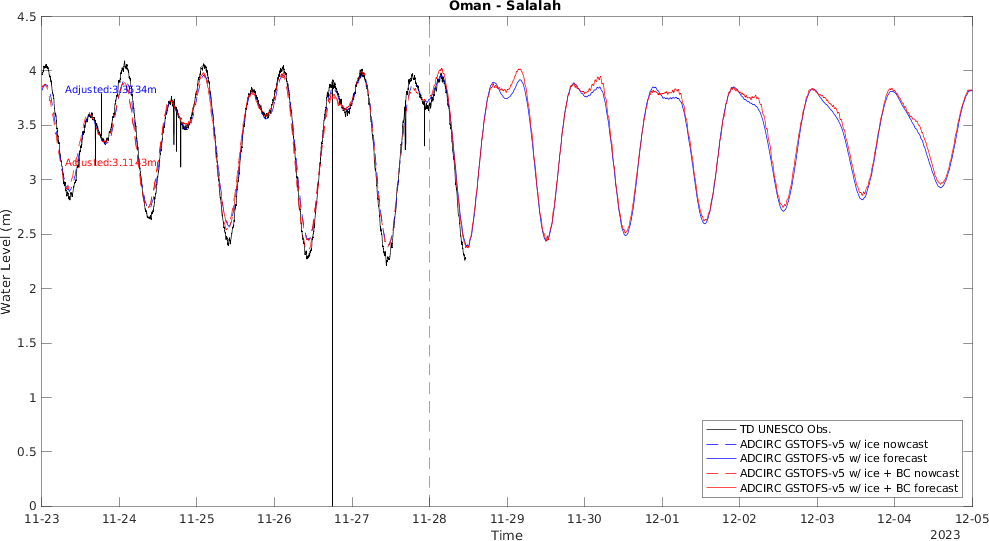 Oman - Salalah
4.5
4
3.5
3
2.5
2
1.5
1
0.5
0
Water Level (m)
Adjusted:3.3534m
Adjusted:3.1143m
TD UNESCO Obs.
ADCIRC GSTOFS-v5 w/ ice nowcast
ADCIRC GSTOFS-v5 w/ ice forecast
ADCIRC GSTOFS-v5 w/ ice + BC nowcast
ADCIRC GSTOFS-v5 w/ ice + BC forecast
11-23 11-24 11-25 11-26 11-27 11-28 11-29 11-30 12-01 12-02 12-03 12-04 12-05
Time
2023